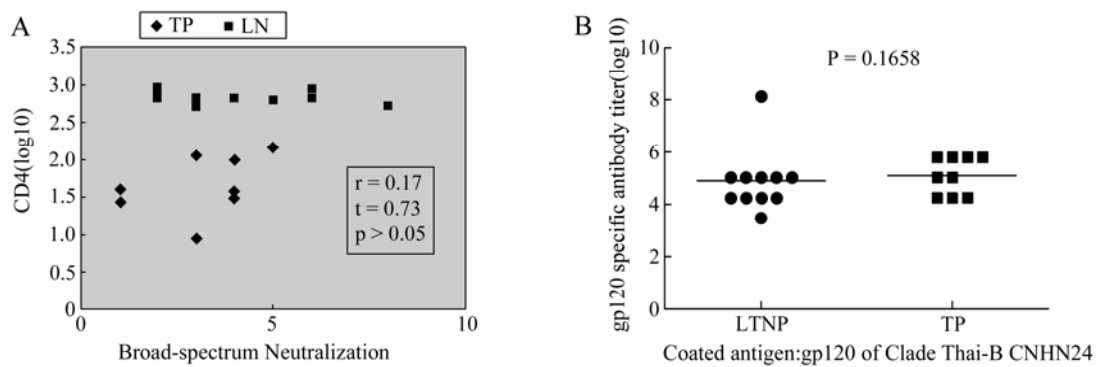 A
TP LN
3.5
3.0
2.5
2.0
1.5
1.0
0.5
0
CD4(log10)
r = 0.17
t = 0.73
p > 0.05
0 5 10
Broad-spectrum Neutralization
B
P = 0.1658
10
8
6
4
2
0
gp120 specific antibody titer(log10)
LTNP TP
Coated antigen:gp120 of Clade Thai-B CNHN24